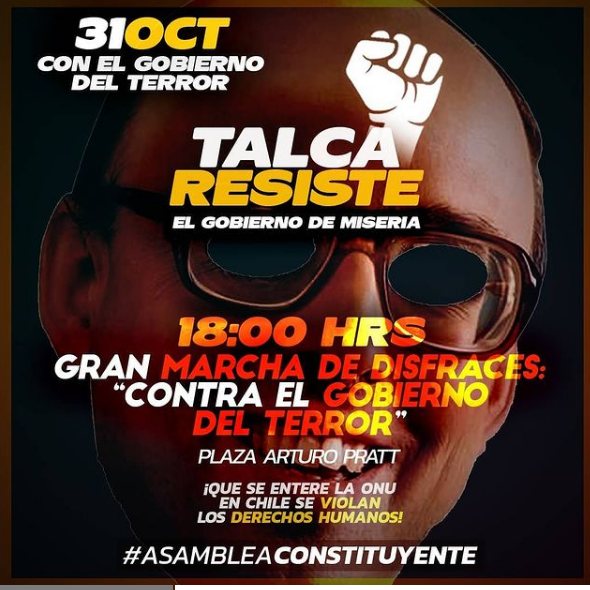 31OCT
CON EL GOBIERNO
DEL TERROR
TALCA
RESISTE
EL GOBIERNO DE MISERIA
18:00 HRS
GRAN MARCHA DE DISFRACES:
“CONTRA EL GOBIERNO
DEL TERROR”
PLAZA ARTURO PRATT
¡QUE SE ENTERE LA ONU
EN CHILE SE VIOLAN
LOS DERECHOS HUMANOS!
#ASAMBLEACONSTITUYENTE